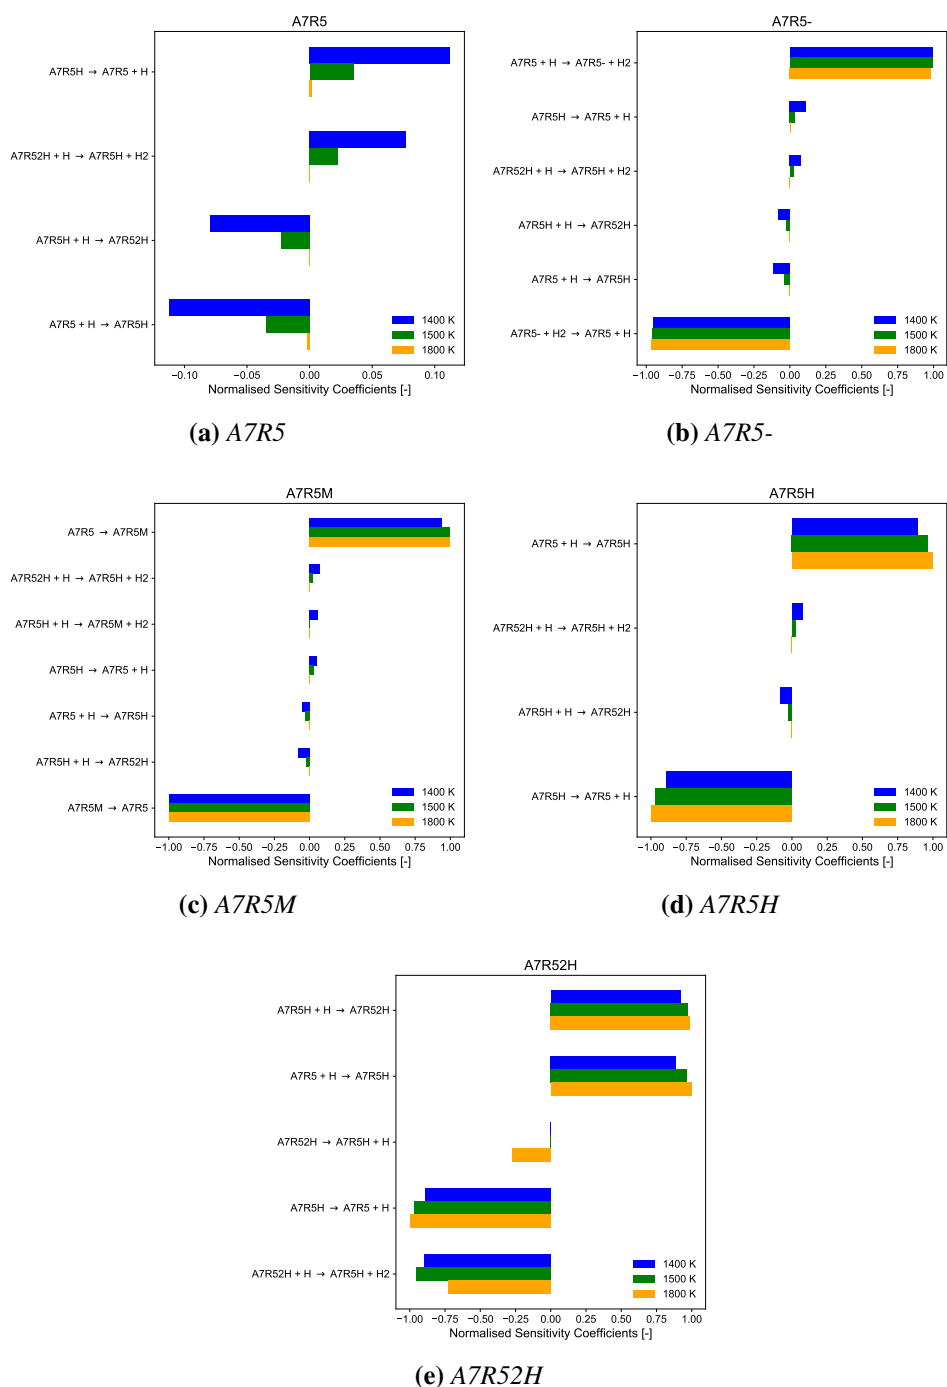 A7R5
A7R5H → A7R5 + H
A7R52H + H → A7R5H + H2
A7R5H + H → A7R52H
A7R5 + H → A7R5H
1400 K
1500 K
1800 K
−0.10 −0.05 0.00 0.05 0.10
Normalised Sensitivity Coefficients [-]
(a) A7R5
A7R5-
A7R5 + H → A7R5- + H2
A7R5H → A7R5 + H
A7R52H + H → A7R5H + H2
A7R5H + H → A7R52H
A7R5 + H → A7R5H
A7R5- + H2 → A7R5 + H
1400 K
1500 K
1800 K
−1.00 −0.75 −0.50 −0.25 0.00 0.25 0.50 0.75 1.00
Normalised Sensitivity Coefficients [-]
(b) A7R5-
A7R5M
A7R5 → A7R5M
A7R52H + H → A7R5H + H2
A7R5H + H → A7R5M + H2
A7R5H → A7R5 + H
A7R5 + H → A7R5H
A7R5H + H → A7R52H
A7R5M → A7R5
1400 K
1500 K
1800 K
−1.00 −0.75 −0.50 −0.25 0.00 0.25 0.50 0.75 1.00
Normalised Sensitivity Coefficients [-]
(c) A7R5M
A7R5H
A7R5 + H → A7R5H
A7R52H + H → A7R5H + H2
A7R5H + H → A7R52H
A7R5H → A7R5 + H
1400 K
1500 K
1800 K
−1.00 −0.75 −0.50 −0.25 0.00 0.25 0.50 0.75 1.00
Normalised Sensitivity Coefficients [-]
(d) A7R5H
A7R52H
A7R5H + H → A7R52H
A7R5 + H → A7R5H
A7R52H → A7R5H + H
A7R5H → A7R5 + H
A7R52H + H → A7R5H + H2
1400 K
1500 K
1800 K
−1.00 −0.75 −0.50 −0.25 0.00 0.25 0.50 0.75 1.00
Normalised Sensitivity Coefficients [-]
(e) A7R52H